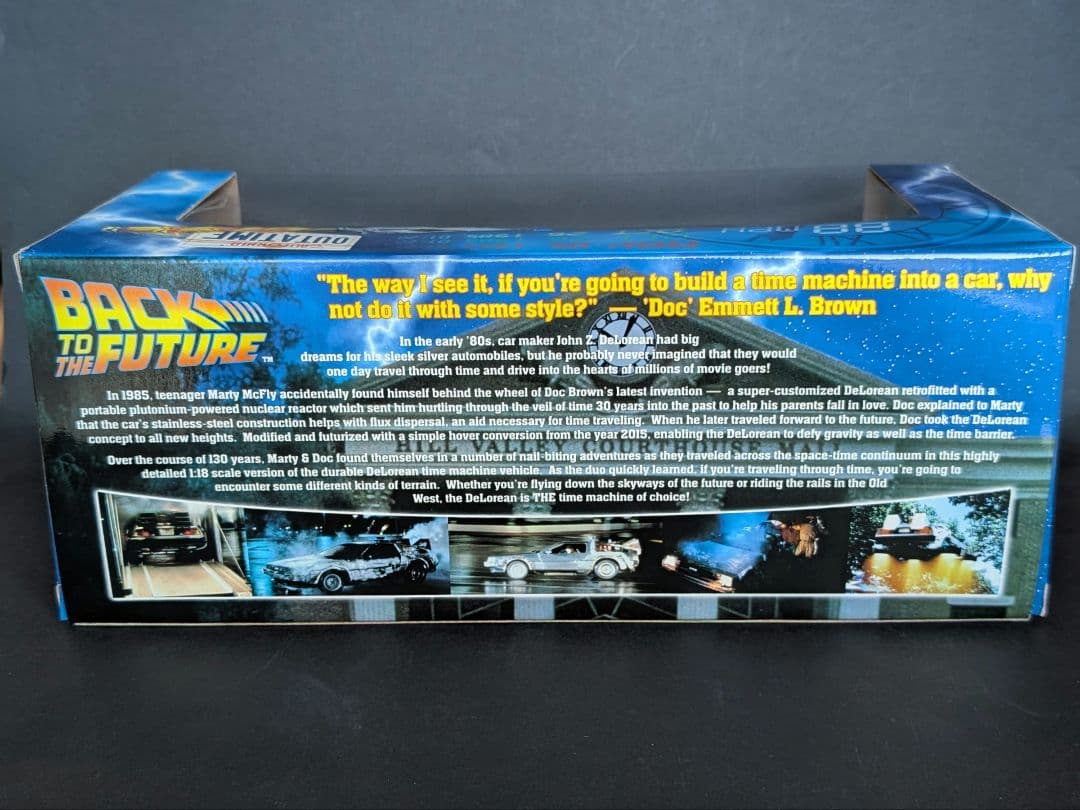 OUTATIME
88 MPH
BACK
TO THE FUTURE ™
"The way I see it, if you're going to build a time machine into a car, why
not do it with some style?" — 'Doc' Emmett L. Brown
In the early '80s, car maker John Z. DeLorean had big
dreams for his sleek silver automobiles, but he probably never imagined that they would
one day travel through time and drive into the hearts of millions of movie goers!
In 1985, teenager Marty McFly accidentally found himself behind the wheel of Doc Brown's latest invention — a super-customized DeLorean retrofitted with a
portable plutonium-powered nuclear reactor which sent him hurtling through the veil of time 30 years into the past to help his parents fall in love. Doc explained to Marty
that the car's stainless-steel construction helps with flux dispersal, an aid necessary for time traveling. When he later traveled forward to the future, Doc took the DeLorean
concept to all new heights. Modified and futurized with a simple hover conversion from the year 2015, enabling the DeLorean to defy gravity as well as the time barrier.
Over the course of 130 years, Marty & Doc found themselves in a number of nail-biting adventures as they traveled across the space-time continuum in this highly
detailed 1:18 scale version of the durable DeLorean time machine vehicle. As the duo quickly learned, if you're traveling through time, you're going to
encounter some different kinds of terrain. Whether you're flying down the skyways of the future or riding the rails in the Old
West, the DeLorean is THE time machine of choice!